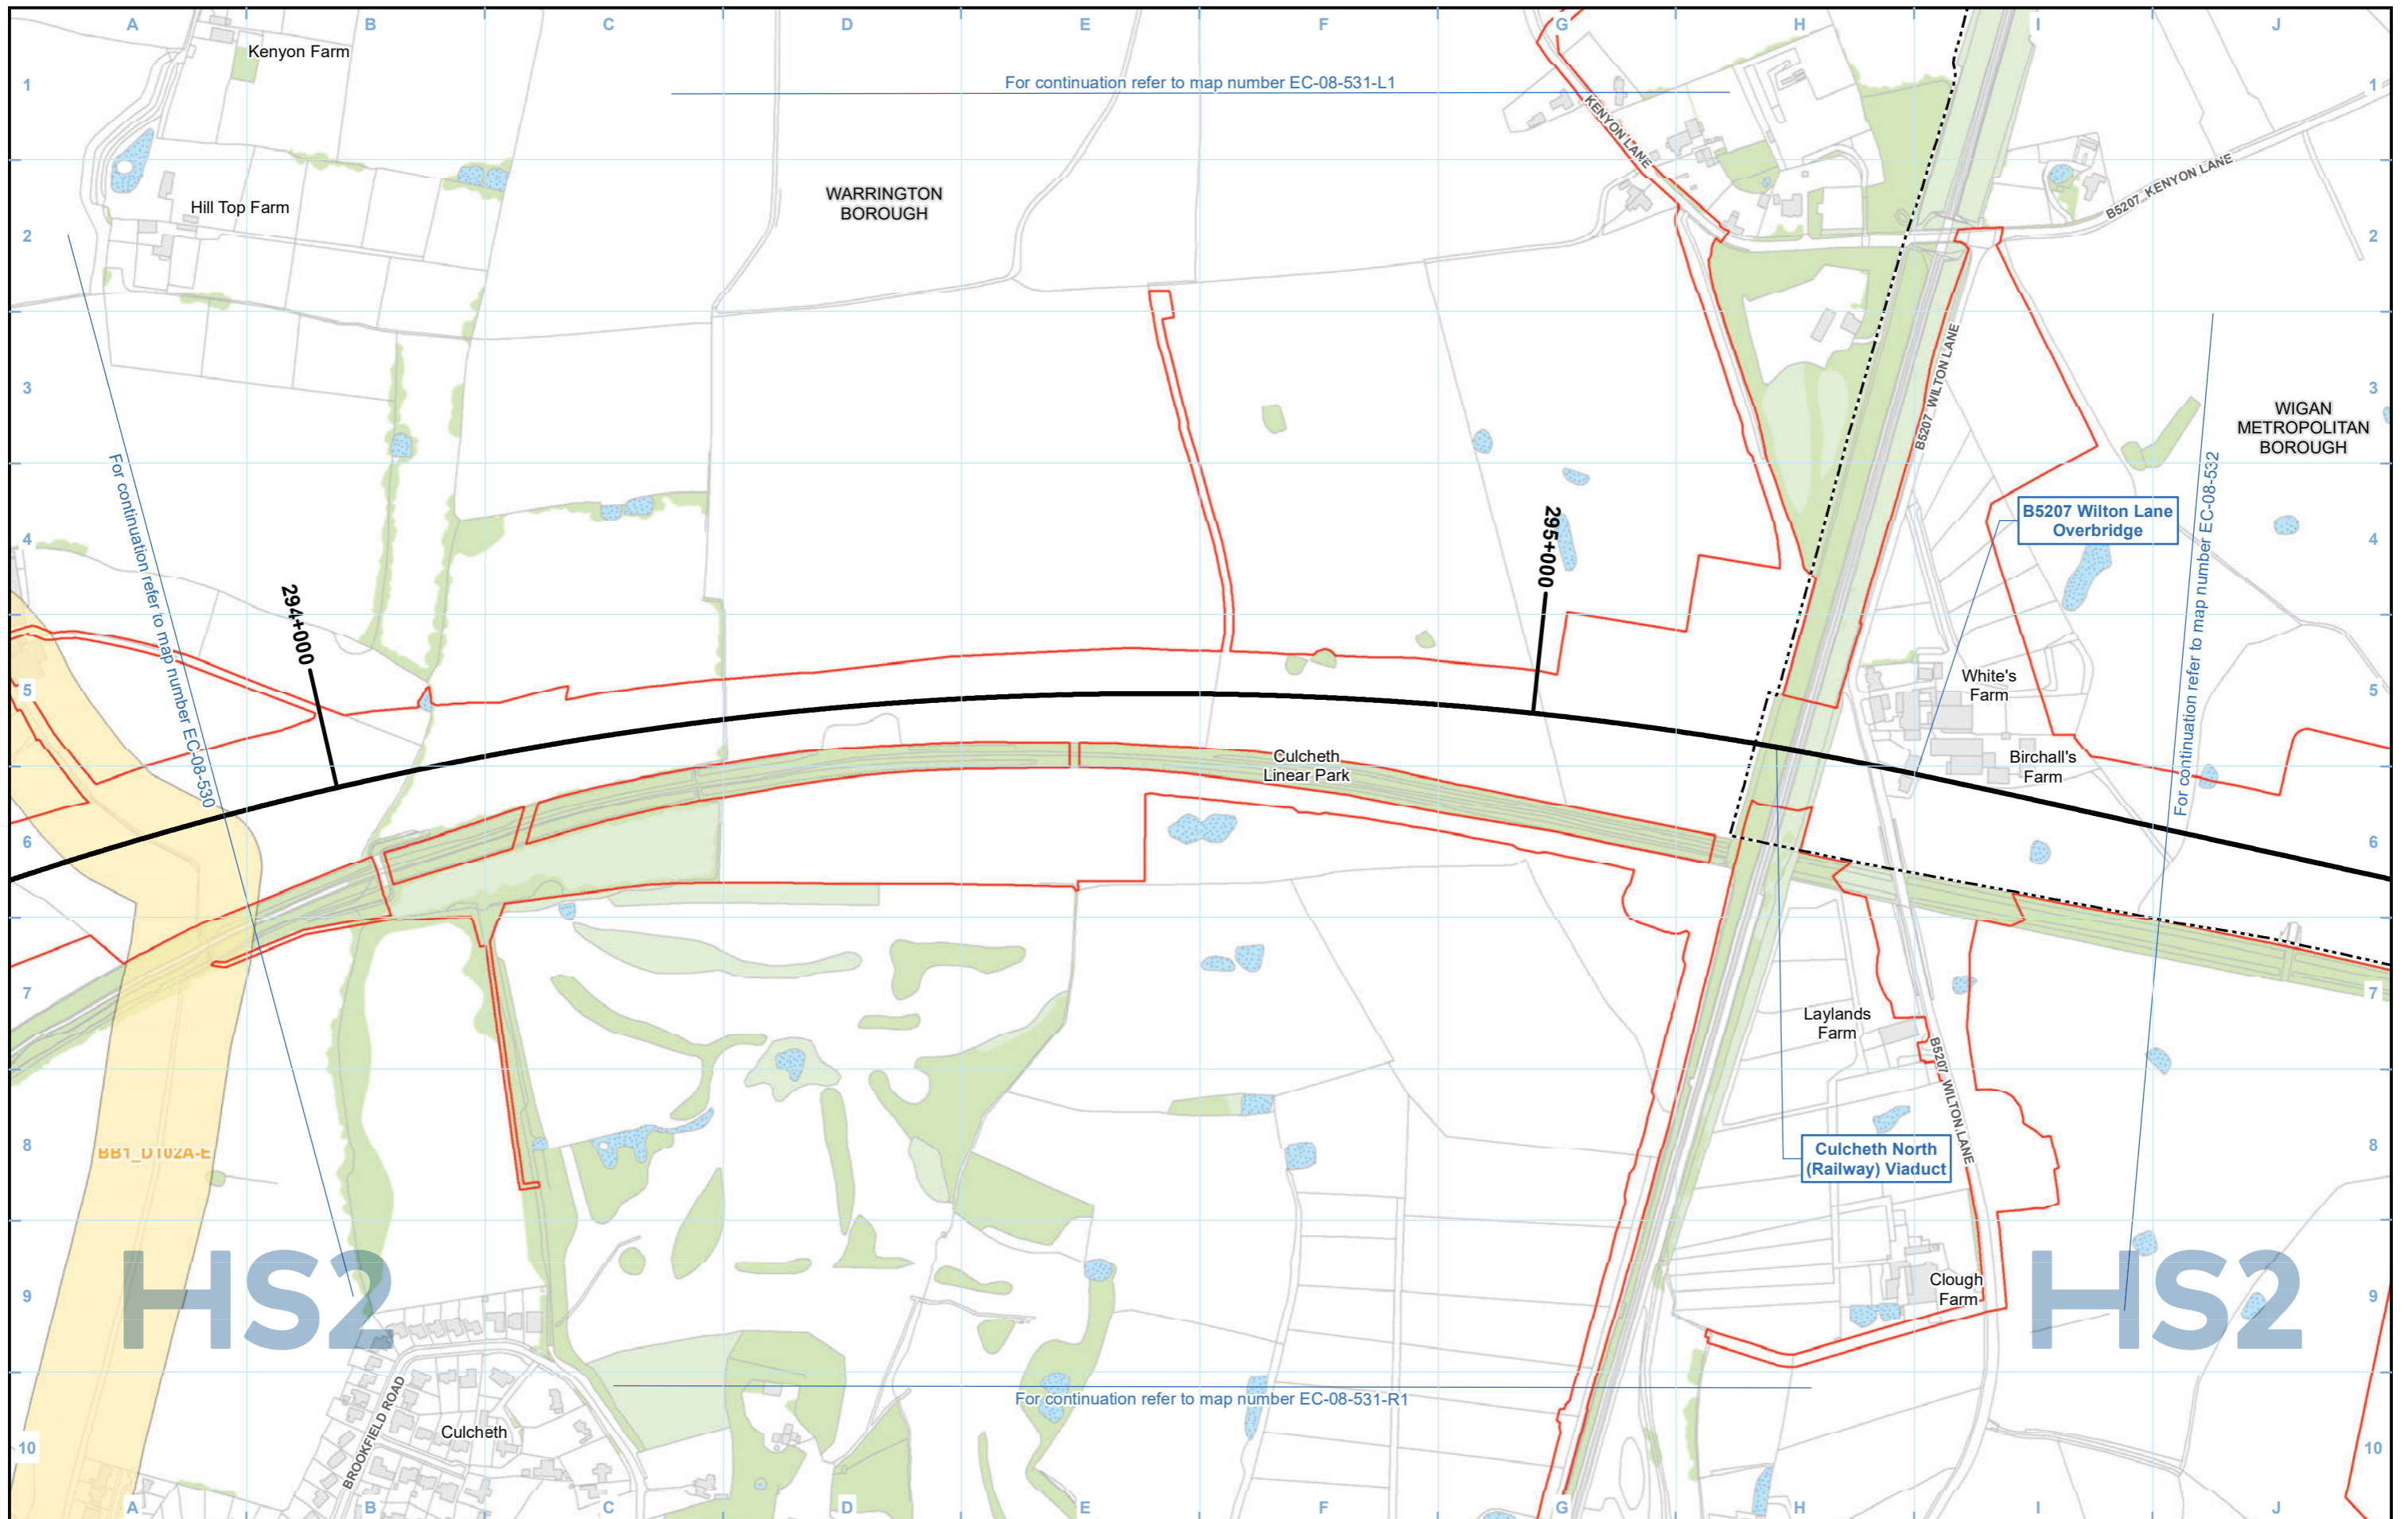 A B C D E F G H I J
Kenyon Farm
1
For continuation refer to map number EC-08-531-L1
KENYON LANE
1
Hill Top Farm
WARRINGTON
BOROUGH
B5207 KENYON LANE
2
2
3
B5207 WILTON LANE
3
WIGAN
METROPOLITAN
BOROUGH
For continuation refer to map number EC-08-530
For continuation refer to map number EC-08-532
4
294+000
295+000
B5207 Wilton Lane
Overbridge
4
5
White's
Farm
5
Culcheth
Linear Park
Birchall's
Farm
6
6
7
Laylands
Farm
B5207 WILTON LANE
7
8
BB1_D102A-E
Culcheth North
(Railway) Viaduct
8
HS2
HS2
9
Clough
Farm
9
For continuation refer to map number EC-08-531-R1
BROOKFIELD ROAD
Culcheth
10
10
A B C D E F G H I J